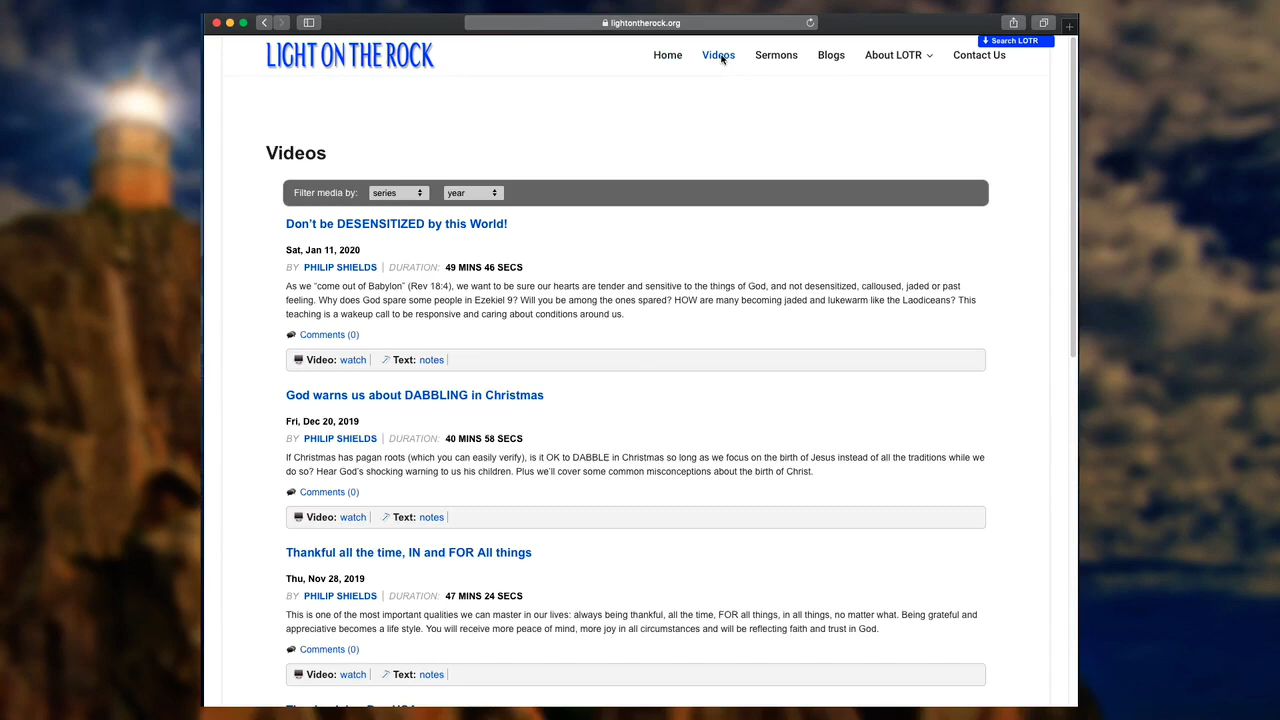 lightontherock.org
Search LOTR
LIGHT ON THE ROCK
Home Videos Sermons Blogs About LOTR Contact Us
Videos
Filter media by: series year
Don't be DESENSITIZED by this World!
Sat, Jan 11, 2020
BY PHILIP SHIELDS | DURATION: 49 MINS 46 SECS
As we "come out of Babylon" (Rev 18:4), we want to be sure our hearts are tender and sensitive to the things of God, and not desensitized, calloused, jaded or past
feeling. Why does God spare some people in Ezekiel 9? Will you be among the ones spared? HOW are many becoming jaded and lukewarm like the Laodiceans? This
teaching is a wakeup call to be responsive and caring about conditions around us.
Comments (0)
Video: watch | Text: notes |
God warns us about DABBLING in Christmas
Fri, Dec 20, 2019
BY PHILIP SHIELDS | DURATION: 40 MINS 58 SECS
If Christmas has pagan roots (which you can easily verify), is it OK to DABBLE in Christmas so long as we focus on the birth of Jesus instead of all the traditions while we
do so? Hear God's shocking warning to us his children. Plus we'll cover some common misconceptions about the birth of Christ.
Comments (0)
Video: watch | Text: notes |
Thankful all the time, IN and FOR All things
Thu, Nov 28, 2019
BY PHILIP SHIELDS | DURATION: 47 MINS 24 SECS
This is one of the most important qualities we can master in our lives: always being thankful, all the time, FOR all things, in all things, no matter what. Being grateful and
appreciative becomes a life style. You will receive more peace of mind, more joy in all circumstances and will be reflecting faith and trust in God.
Comments (0)
Video: watch | Text: notes |